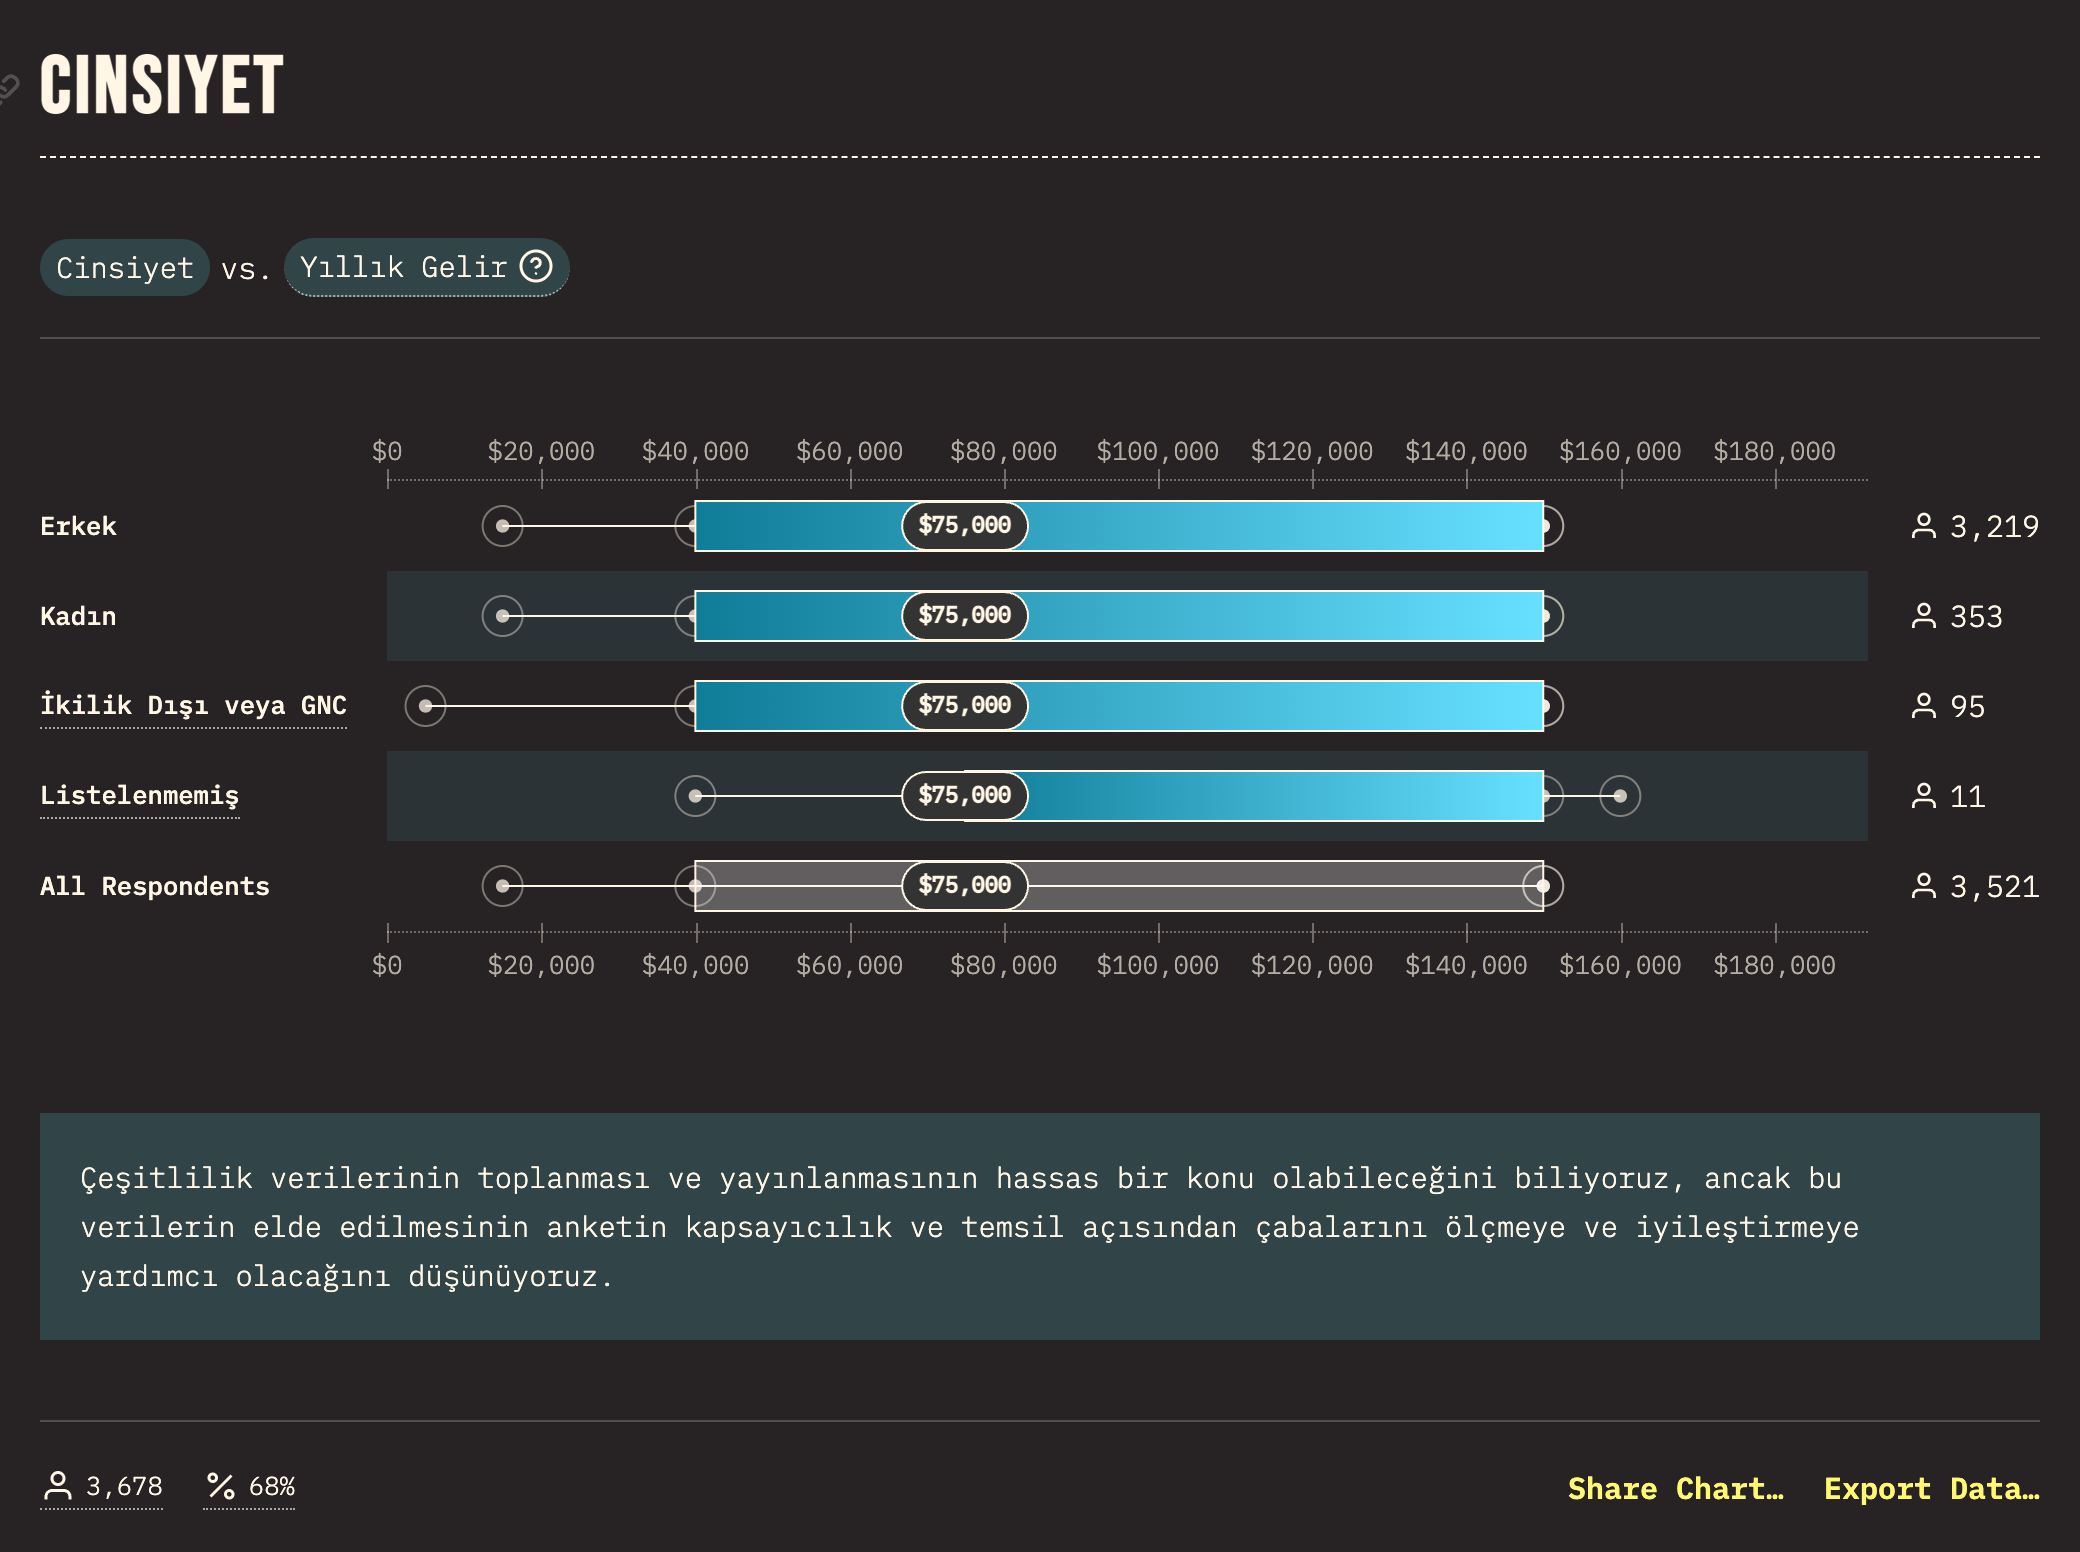 CINSIYET
Cinsiyet vs. Yıllık Gelir ?
$0 $20,000 $40,000 $60,000 $80,000 $100,000 $120,000 $140,000 $160,000 $180,000
Erkek $75,000 3,219
Kadın $75,000 353
İkilik Dışı veya GNC $75,000 95
Listelenmemiş $75,000 11
All Respondents $75,000 3,521
$0 $20,000 $40,000 $60,000 $80,000 $100,000 $120,000 $140,000 $160,000 $180,000
Çeşitlilik verilerinin toplanması ve yayınlanmasının hassas bir konu olabileceğini biliyoruz, ancak bu
verilerin elde edilmesinin anketin kapsayıcılık ve temsil açısından çabalarını ölçmeye ve iyileştirmeye
yardımcı olacağını düşünüyoruz.
3,678 % 68% Share Chart… Export Data…